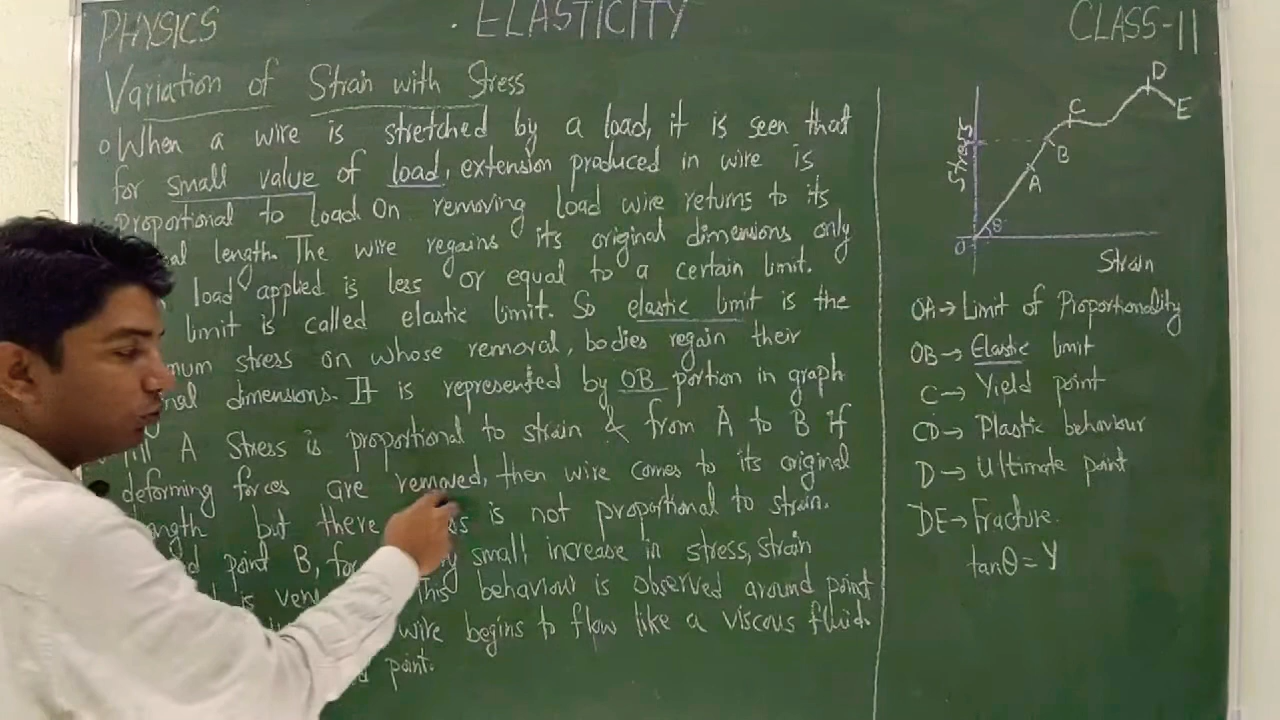 PHYSICS
ELASTICITY
CLASS-11
Variation of Strain with Stress
When a wire is stretched by a load, it is seen that
for small value of load, extension produced in wire is
proportional to load. On removing load wire returns to its
length. The wire regains its original dimensions only
load applied is less or equal to a certain limit.
limit is called elastic limit. So elastic limit is the
stress on whose removal, bodies regain their
dimensions. It is represented by OB portion in graph
Till A Stress is proportional to strain & from A to B if
deforming forces are removed, then wire comes to its original
but there is not proportional to strain.
point B, small increase in stress, strain
is This behaviour is observed around point
wire begins to flow like a viscous fluid.
point.
Stress
D
C
E
B
A
θ
O
Strain
OA→ Limit of Proportionality
OB→ Elastic limit
C→ Yield point
CD→ Plastic behaviour
D→ Ultimate point
DE→ Fracture.
tanθ = Y